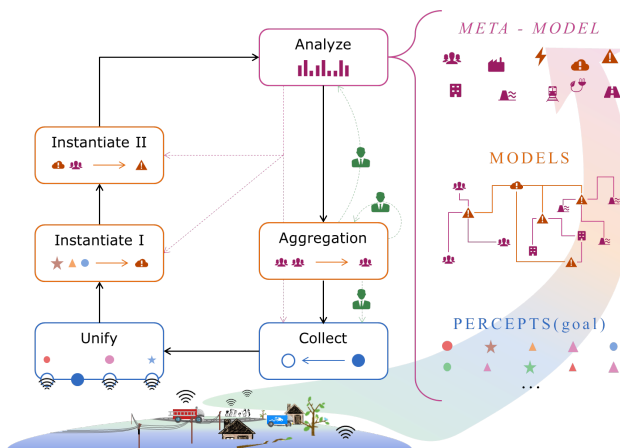 Analyze
META - MODEL
Instantiate II
MODELS
Instantiate I
Aggregation
PERCEPTS(goal)
Unify
Collect
...